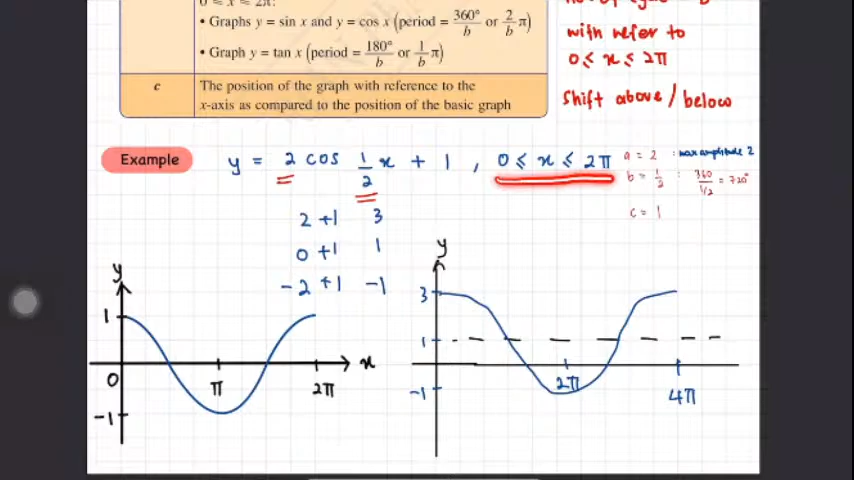 • Graphs y = sin x and y = cos x (period = 360°/b or 2/b π)
• Graph y = tan x (period = 180°/b or 1/b π)
c The position of the graph with reference to the
x-axis as compared to the position of the basic graph
with refer to
0 ≤ x ≤ 2π
shift above/below
Example y = 2 cos 1/2 x + 1 , 0 ≤ x ≤ 2π
a = 2 : max amplitude 2
b = 1/2 : 360/1/2 = 720°
c = 1
2 +1 3
0 +1 1
-2 +1 -1
y
1
0
π
2π
x
-1
y
3
1
-1
2π
4π